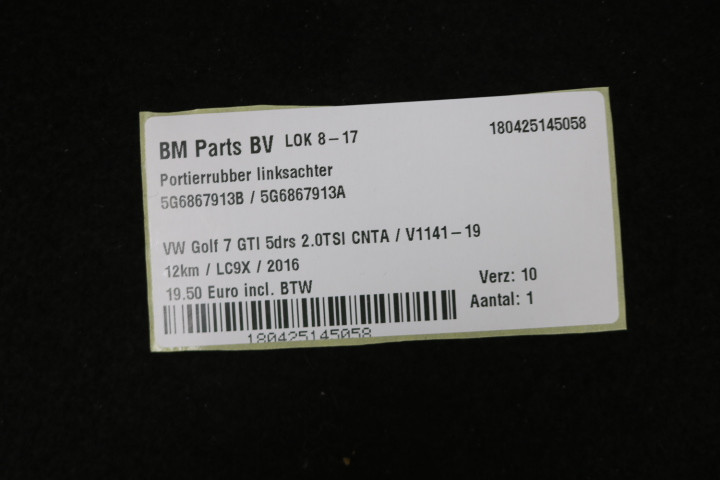 BM Parts BV LOK 8-17 180425145058
Portierrubber linksachter
5G6867913B / 5G6867913A
VW Golf 7 GTI 5drs 2.0TSI CNTA / V1141-19
12km / LC9X / 2016
19.50 Euro incl. BTW
Verz: 10
Aantal: 1
180425145058